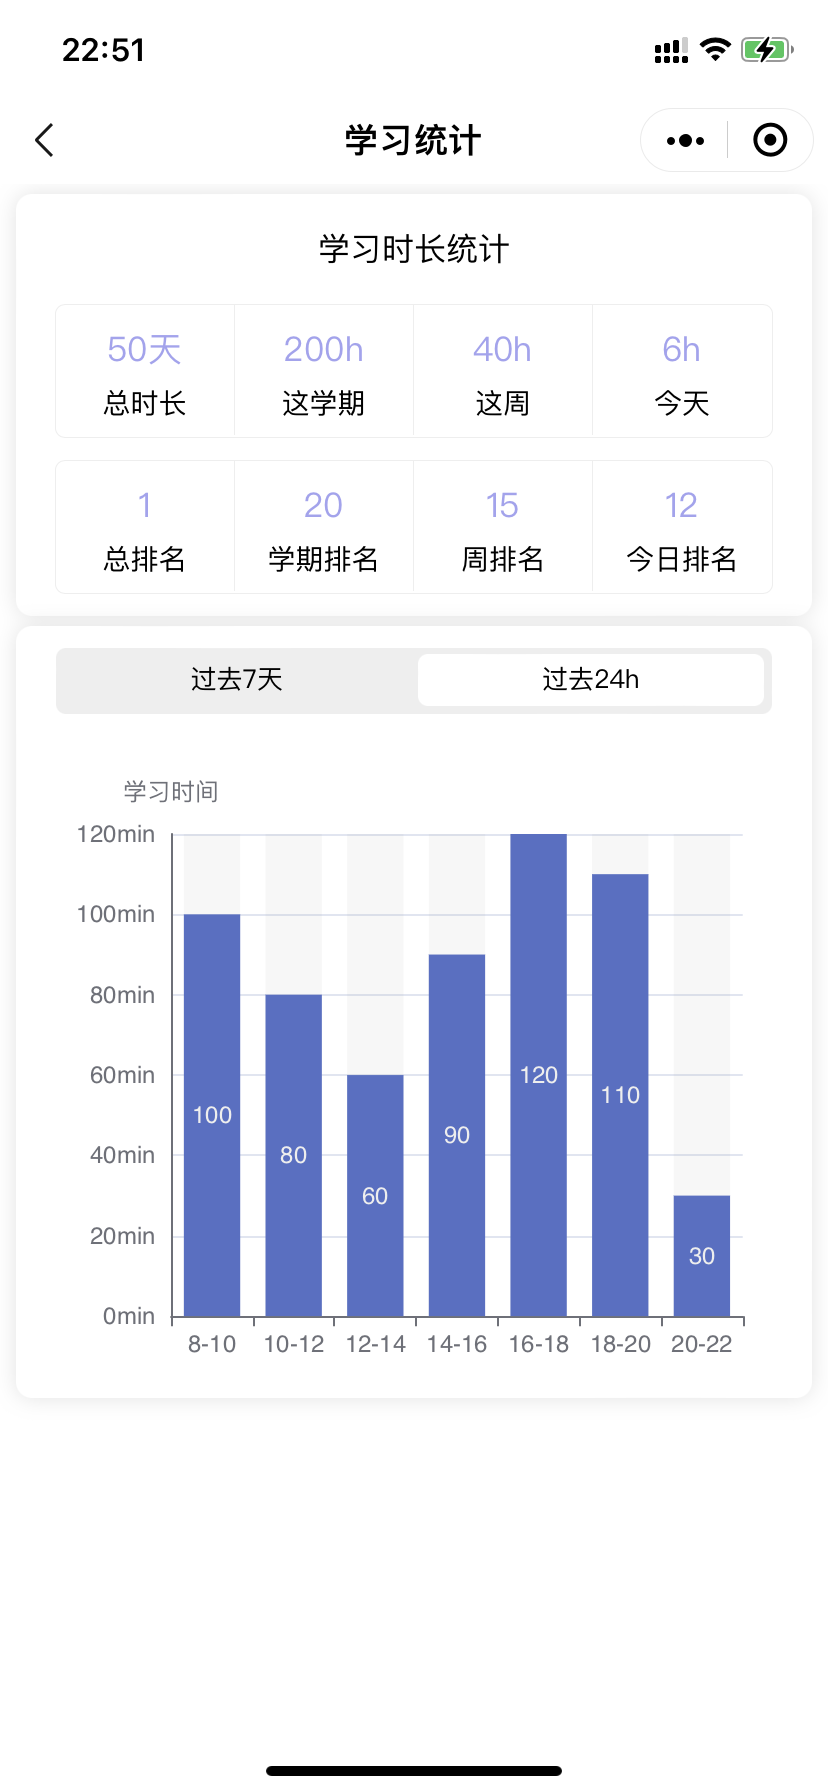 22:51
学习统计
学习时长统计
50天 200h 40h 6h
总时长 这学期 这周 今天
1 20 15 12
总排名 学期排名 周排名 今日排名
过去7天 过去24h
学习时间
120min
100min
80min
60min
40min
20min
0min
100 80 60 90 120 110 30
8-10 10-12 12-14 14-16 16-18 18-20 20-22